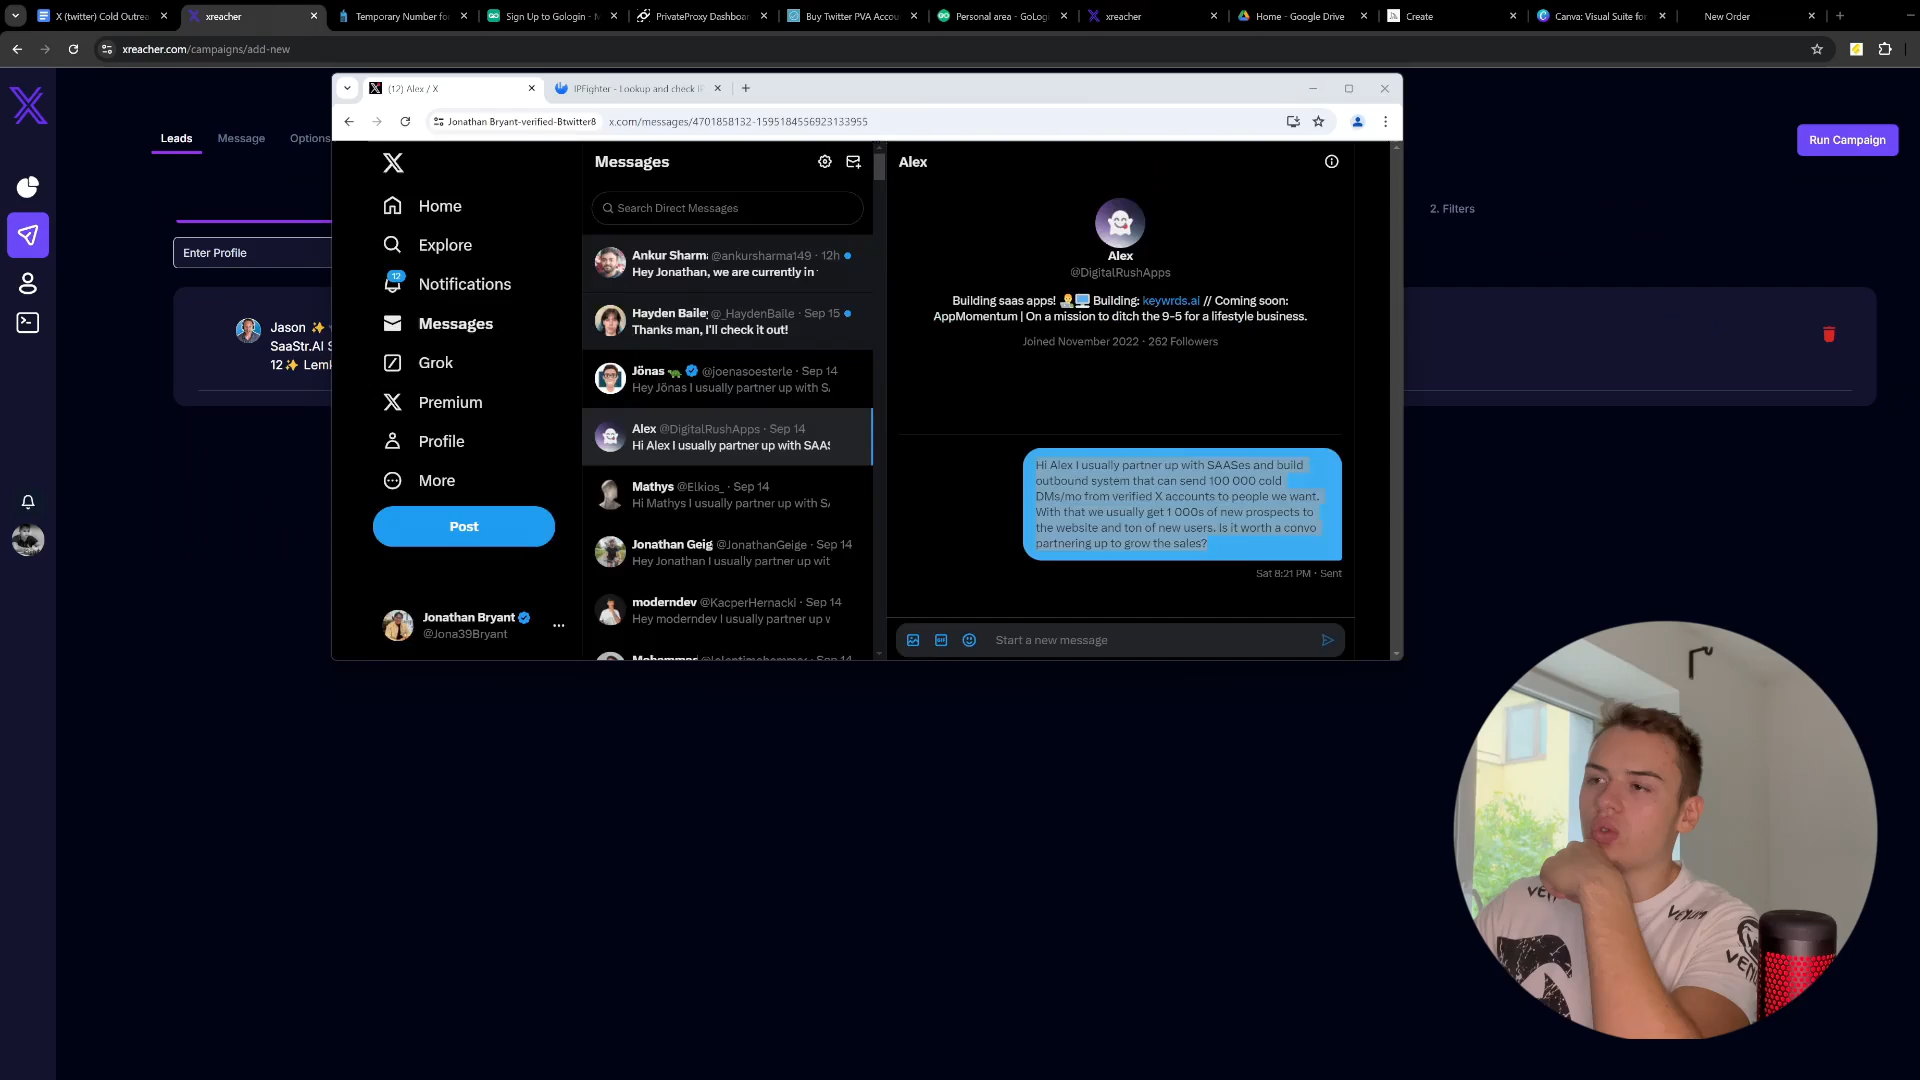 X (twitter) Cold Outrea
xreacher
Temporary Number for
Sign Up to Gologin -
PrivateProxy Dashboar
Buy Twitter PVA Accou
Personal area - GoLogi
xreacher
Home - Google Drive
Create
Canva: Visual Suite for
New Order
xreacher.com/campaigns/add-new
Leads
Message
Options
Run Campaign
2. Filters
Enter Profile
Jason ✨
SaaStr.AI S
12✨ Lemk
(12) Alex / X
IPFighter - Lookup and check IP
Jonathan Bryant-verified-Btwitter8
x.com/messages/4701858132-1595184556923133955
Home
Explore
12
Notifications
Messages
Grok
Premium
Profile
More
Post
Jonathan Bryant
@Jona39Bryant
Messages
Search Direct Messages
Ankur Sharma @ankursharma149 · 12h
Hey Jonathan, we are currently in
Hayden Bailey @_HaydenBaile · Sep 15
Thanks man, I'll check it out!
Jönas 🐢 @joenasoesterle · Sep 14
Hey Jönas I usually partner up with SA
Alex @DigitalRushApps · Sep 14
Hi Alex I usually partner up with SAAS
Mathys @Elkios_ · Sep 14
Hi Mathys I usually partner up with SA
Jonathan Geig @JonathanGeige · Sep 14
Hey Jonathan I usually partner up wit
moderndev @KacperHernacki · Sep 14
Hey moderndev I usually partner up w
Alex
Alex
@DigitalRushApps
Building saas apps! 👨‍💻 Building: keywrds.ai // Coming soon:
AppMomentum | On a mission to ditch the 9-5 for a lifestyle business.
Joined November 2022 · 262 Followers
Hi Alex I usually partner up with SAASes and build
outbound system that can send 100 000 cold
DMs/mo from verified X accounts to people we want.
With that we usually get 1 000s of new prospects to
the website and ton of new users. is it worth a convo
partnering up to grow the sales?
Sat 8:21 PM · Sent
GIF
Start a new message
VENUM